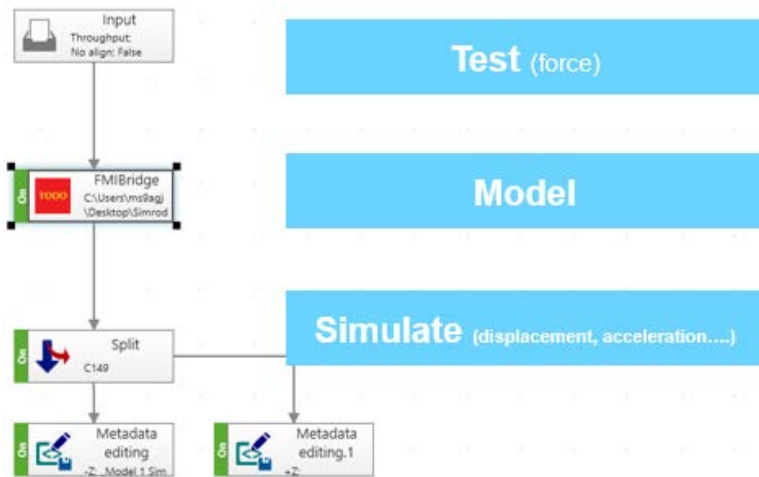 Input
Throughput:
No align: False
Test (force)
On
TODO
FMIBridge
C:\Users\ms9agj
\Desktop\Simrod
Model
On
Split
C149
Simulate (displacement, acceleration....)
On
Metadata
editing
-Z: _Model 1 Sim
On
Metadata
editing.1
+Z: